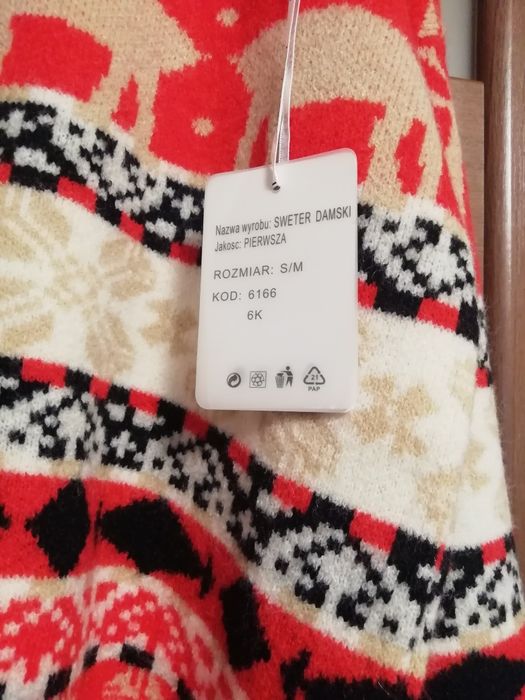 Nazwa wyrobu: SWETER DAMSKI
Jakosc: PIERWSZA
ROZMIAR: S/M
KOD: 6166
6K
21
PAP